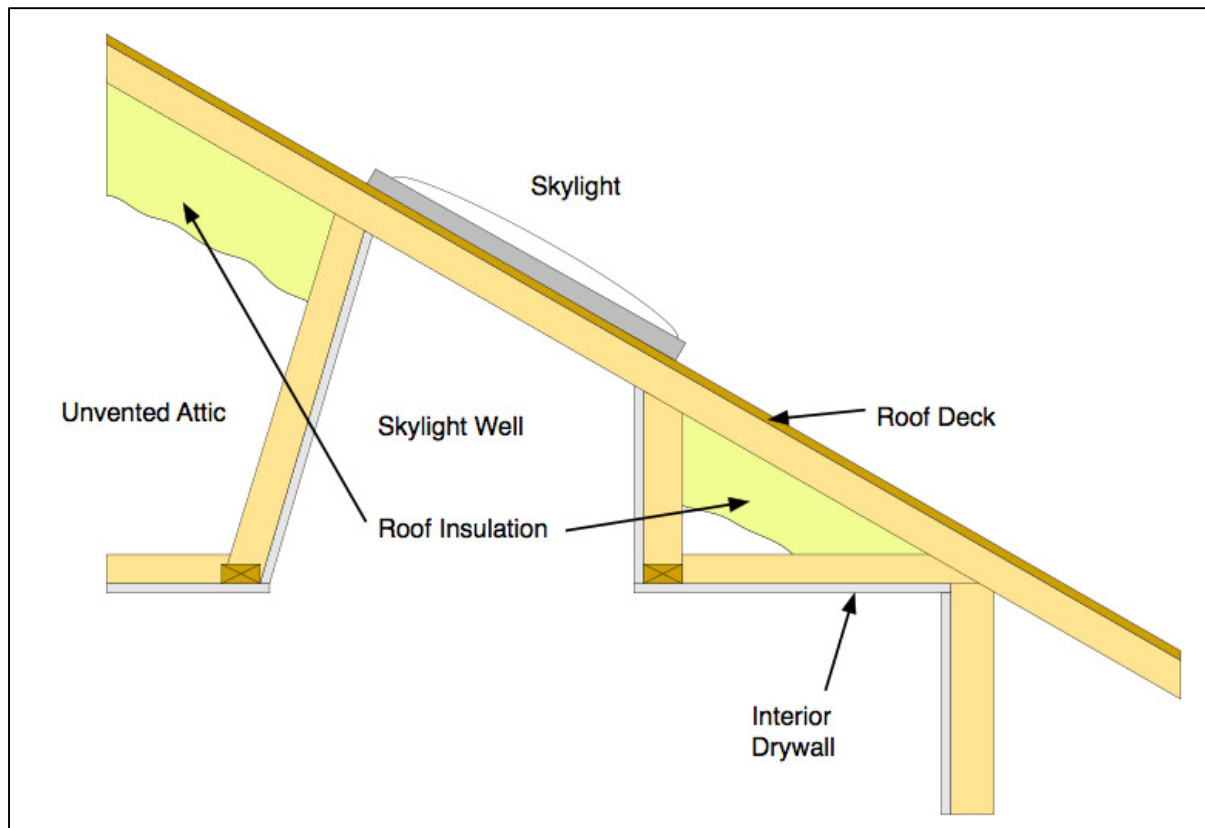 Skylight
Unvented Attic
Skylight Well
Roof Deck
Roof Insulation
Interior
Drywall